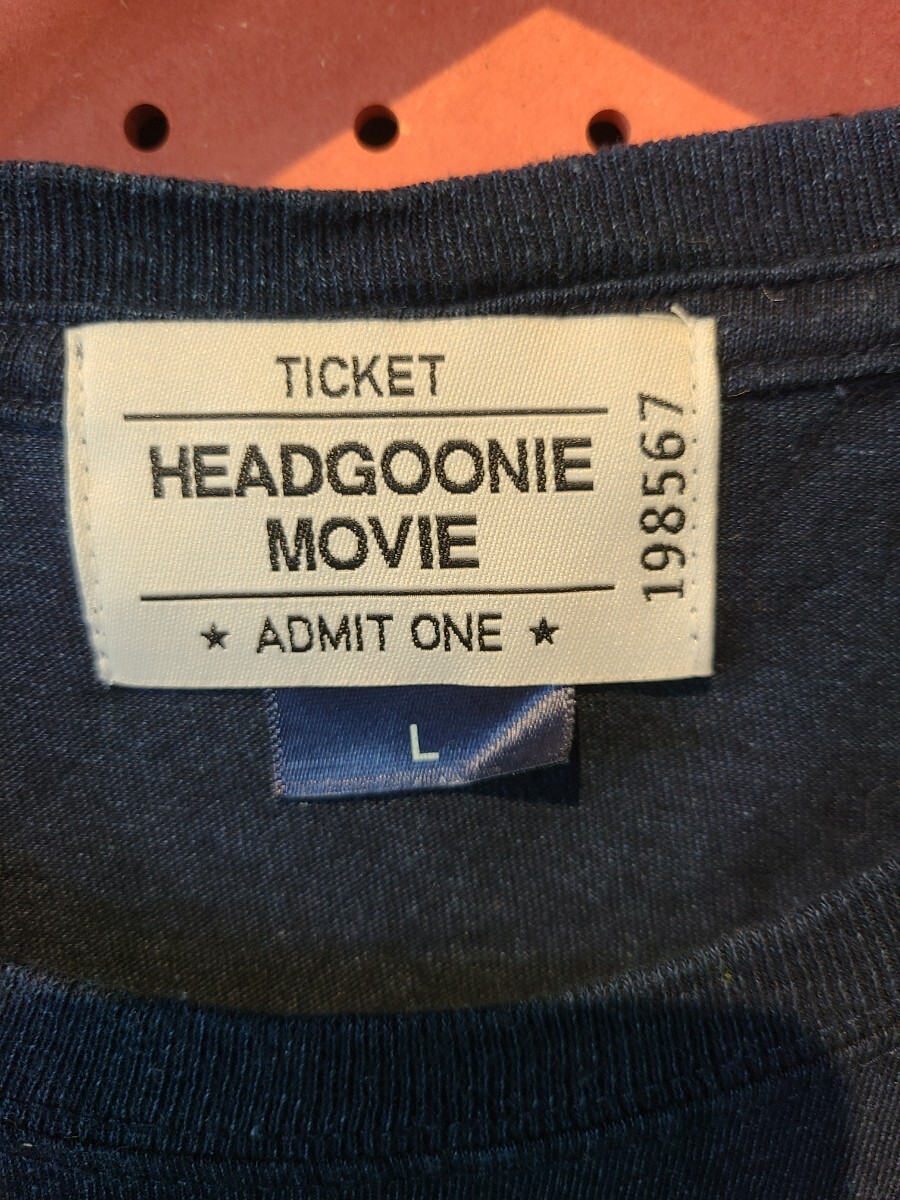 TICKET
HEADGOONIE
MOVIE
★ ADMIT ONE ★
198567
L